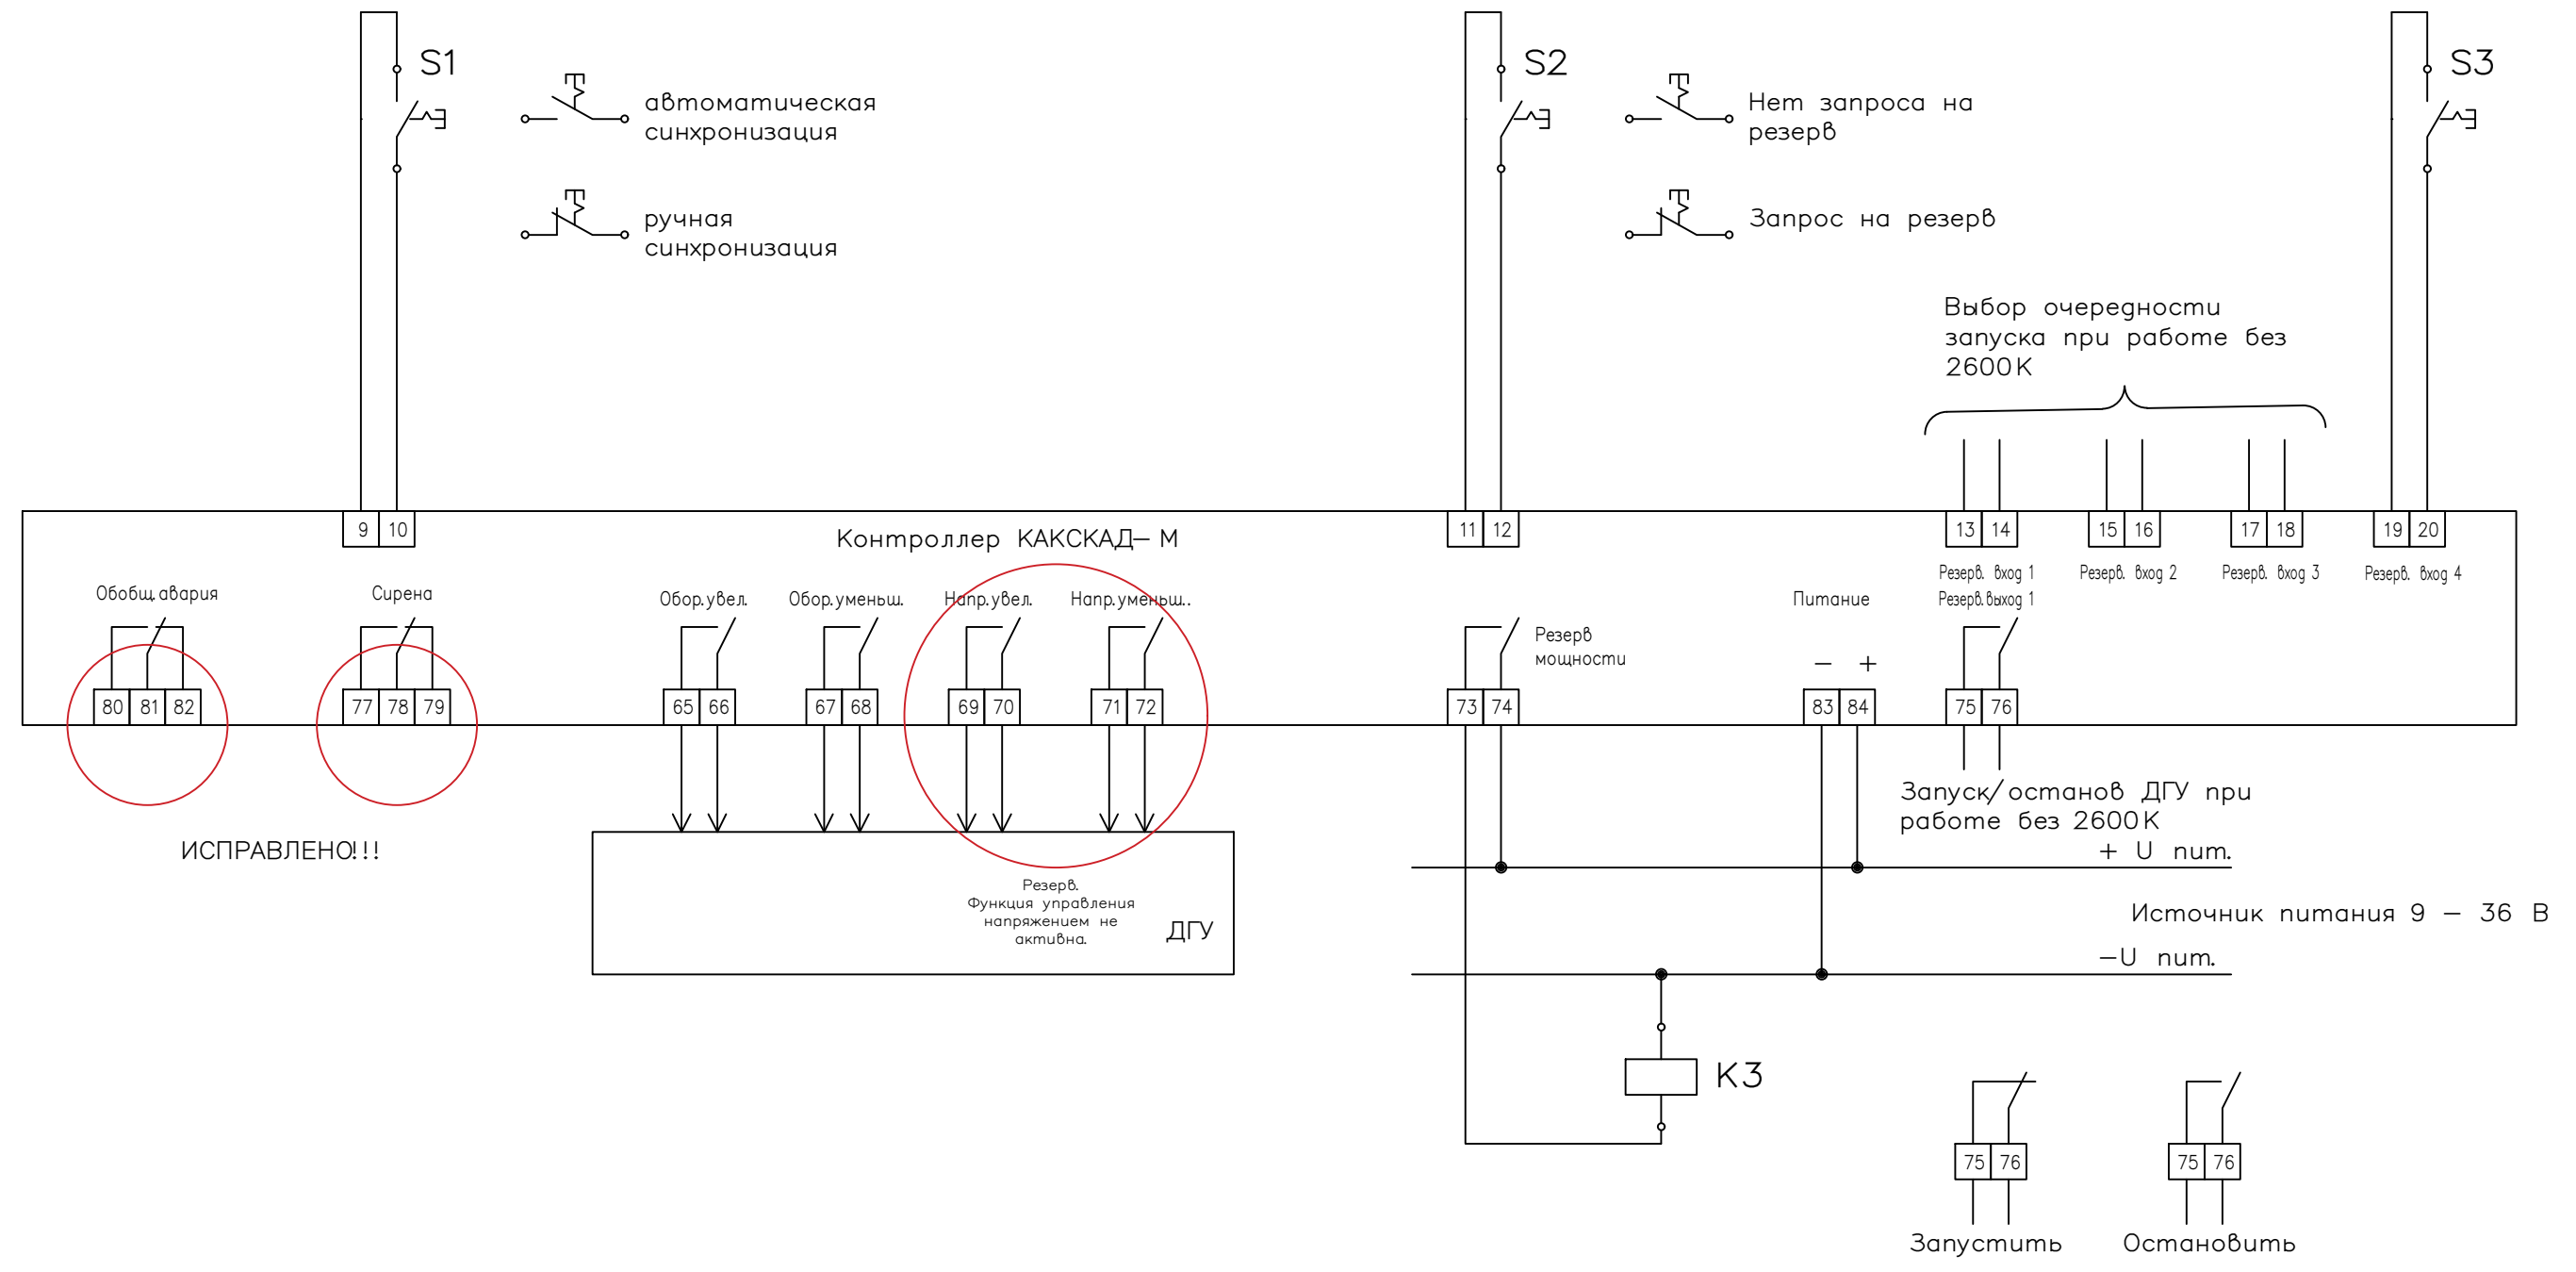 S1
S2
S3
автоматическая
синхронизация
Нет запроса на
резерв
ручная
синхронизация
Запрос на резерв
Выбор очередности
запуска при работе без
2600К
9 10
11 12
13 14
15 16
17 18
19 20
Контроллер КАКСКАД–М
Резерв. вход 1
Резерв. вход 2
Резерв. вход 3
Резерв. вход 4
Обобщ.авария
Сирена
Обор.увел.
Обор.уменьш.
Напр.увел.
Напр.уменьш..
Питание
Резерв.выход 1
Резерв
мощности
– +
80 81 82
77 78 79
65 66
67 68
69 70
71 72
73 74
83 84
75 76
Запуск/останов ДГУ при
работе без 2600К
ИСПРАВЛЕНО!!!
+ U пит.
Резерв.
Функция управления
напряжением не
активна.
ДГУ
Источник питания 9 – 36 В
–U пит.
К3
75 76
75 76
Запустить
Остановить